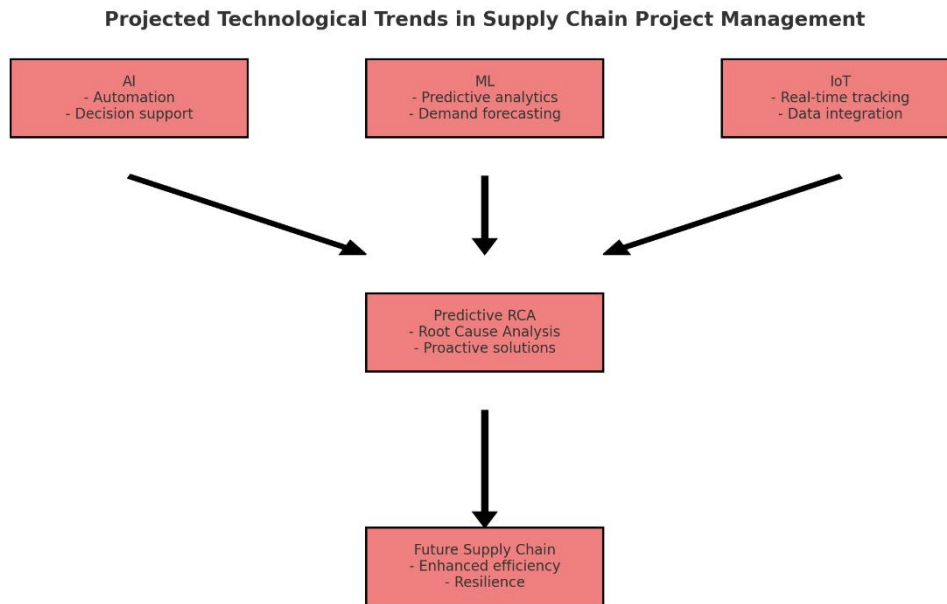 Projected Technological Trends in Supply Chain Project Management
AI
- Automation
- Decision support
ML
- Predictive analytics
- Demand forecasting
IoT
- Real-time tracking
- Data integration
Predictive RCA
- Root Cause Analysis
- Proactive solutions
Future Supply Chain
- Enhanced efficiency
- Resilience